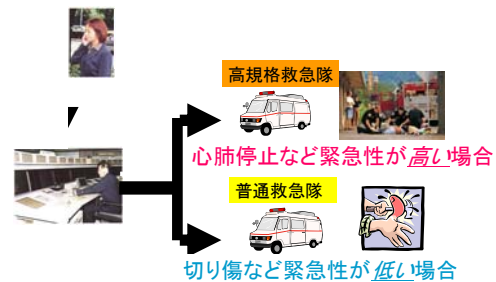 高規格救急隊
心肺停止など緊急性が高い場合
普通救急隊
切り傷など緊急性が低い場合